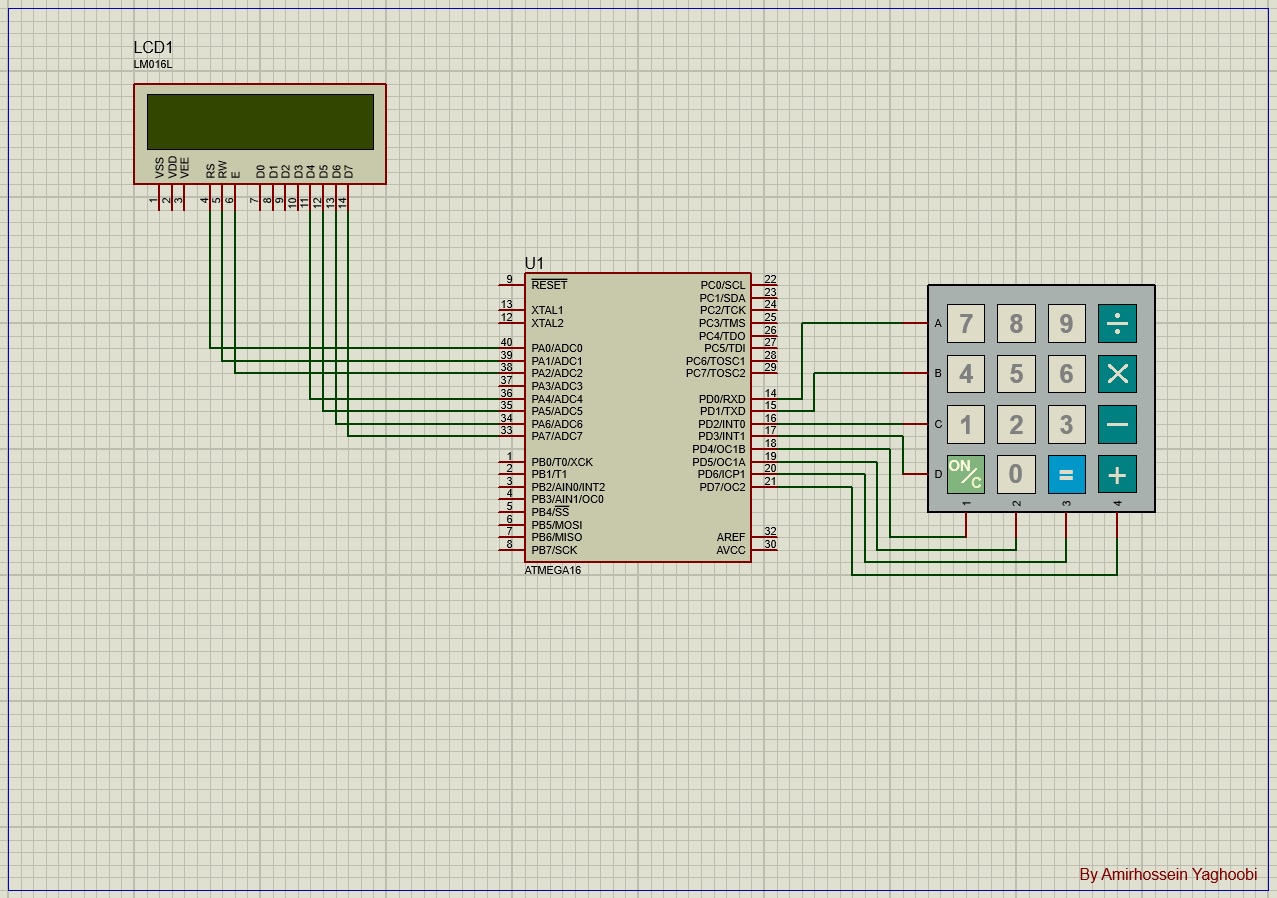 LCD1
LM016L
VSS VDD VEE RS RW E D0 D1 D2 D3 D4 D5 D6 D7
1 2 3 4 5 6 7 8 9 10 11 12 13 14
U1
9 RESET PC0/SCL 22
PC1/SDA 23
13 XTAL1 PC2/TCK 24
12 XTAL2 PC3/TMS 25
PC4/TDO 26
40 PA0/ADC0 PC5/TDI 27
39 PA1/ADC1 PC6/TOSC1 28
38 PA2/ADC2 PC7/TOSC2 29
37 PA3/ADC3
36 PA4/ADC4 PD0/RXD 14
35 PA5/ADC5 PD1/TXD 15
34 PA6/ADC6 PD2/INT0 16
33 PA7/ADC7 PD3/INT1 17
PD4/OC1B 18
1 PB0/T0/XCK PD5/OC1A 19
2 PB1/T1 PD6/ICP1 20
3 PB2/AIN0/INT2 PD7/OC2 21
4 PB3/AIN1/OC0
5 PB4/SS
6 PB5/MOSI
7 PB6/MISO AREF 32
8 PB7/SCK AVCC 30
ATMEGA16
A 7 8 9 ÷
B 4 5 6 ×
C 1 2 3 −
D ON/C 0 = +
1 2 3 4
By Amirhossein Yaghoobi